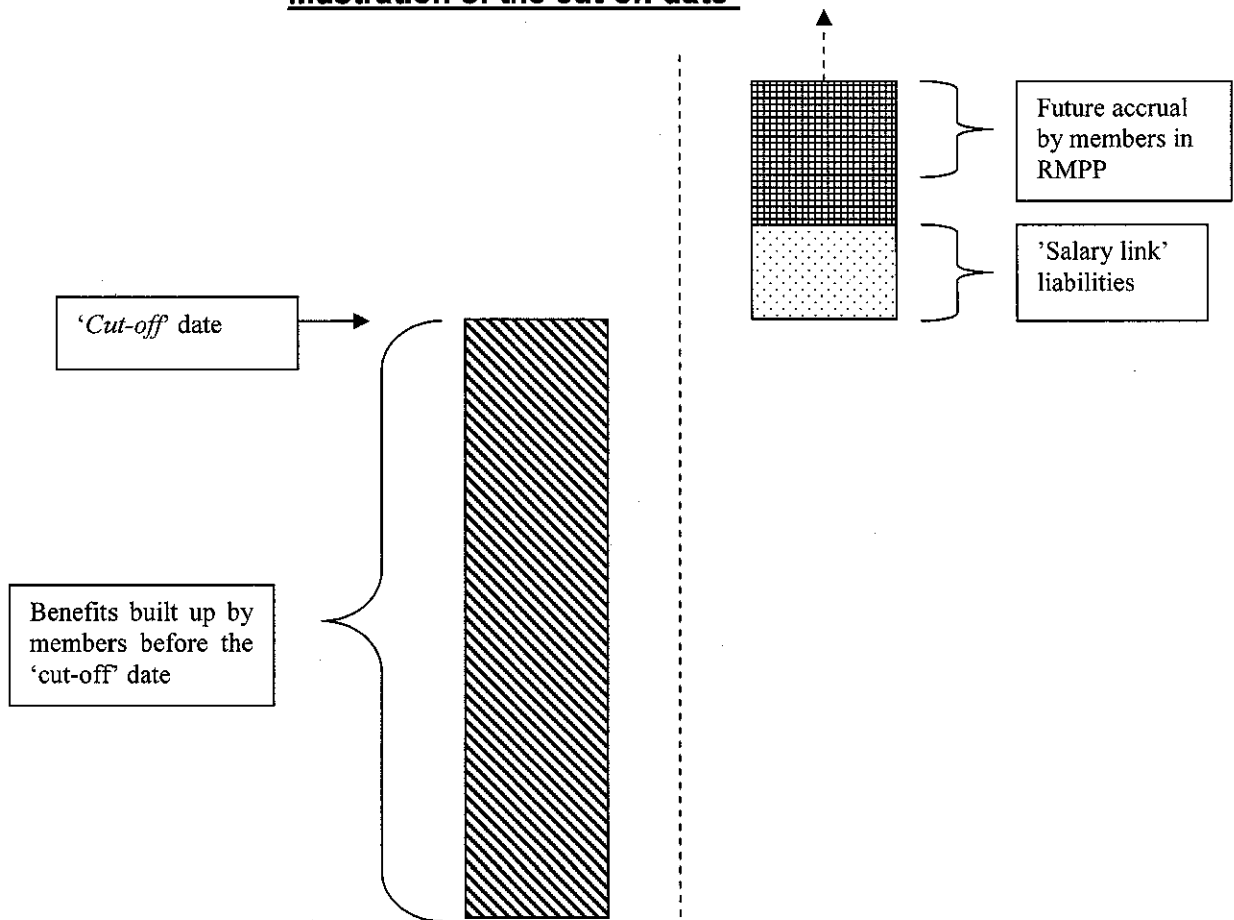 Illustration of the cut-off date
Future accrual
by members in
RMPP
'Salary link'
liabilities
'Cut-off' date
Benefits built up by
members before the
'cut-off' date